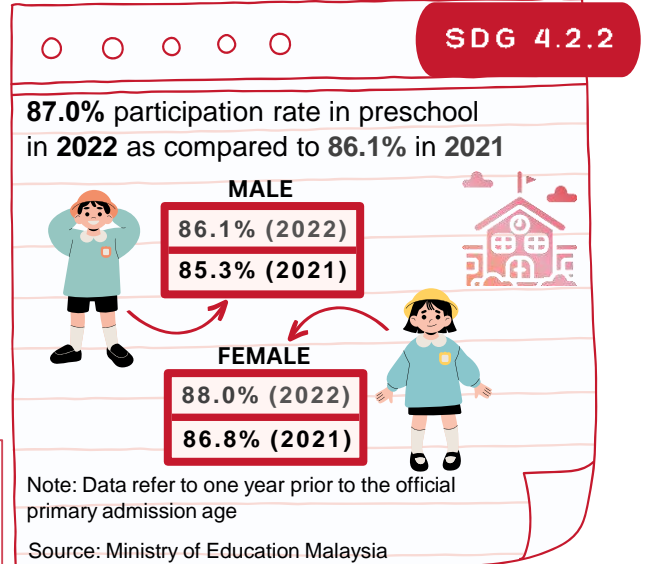 SDG 4.2.2
87.0% participation rate in preschool
in 2022 as compared to 86.1% in 2021
MALE
86.1% (2022)
85.3% (2021)
FEMALE
88.0% (2022)
86.8% (2021)
Note: Data refer to one year prior to the official
primary admission age
Source: Ministry of Education Malaysia